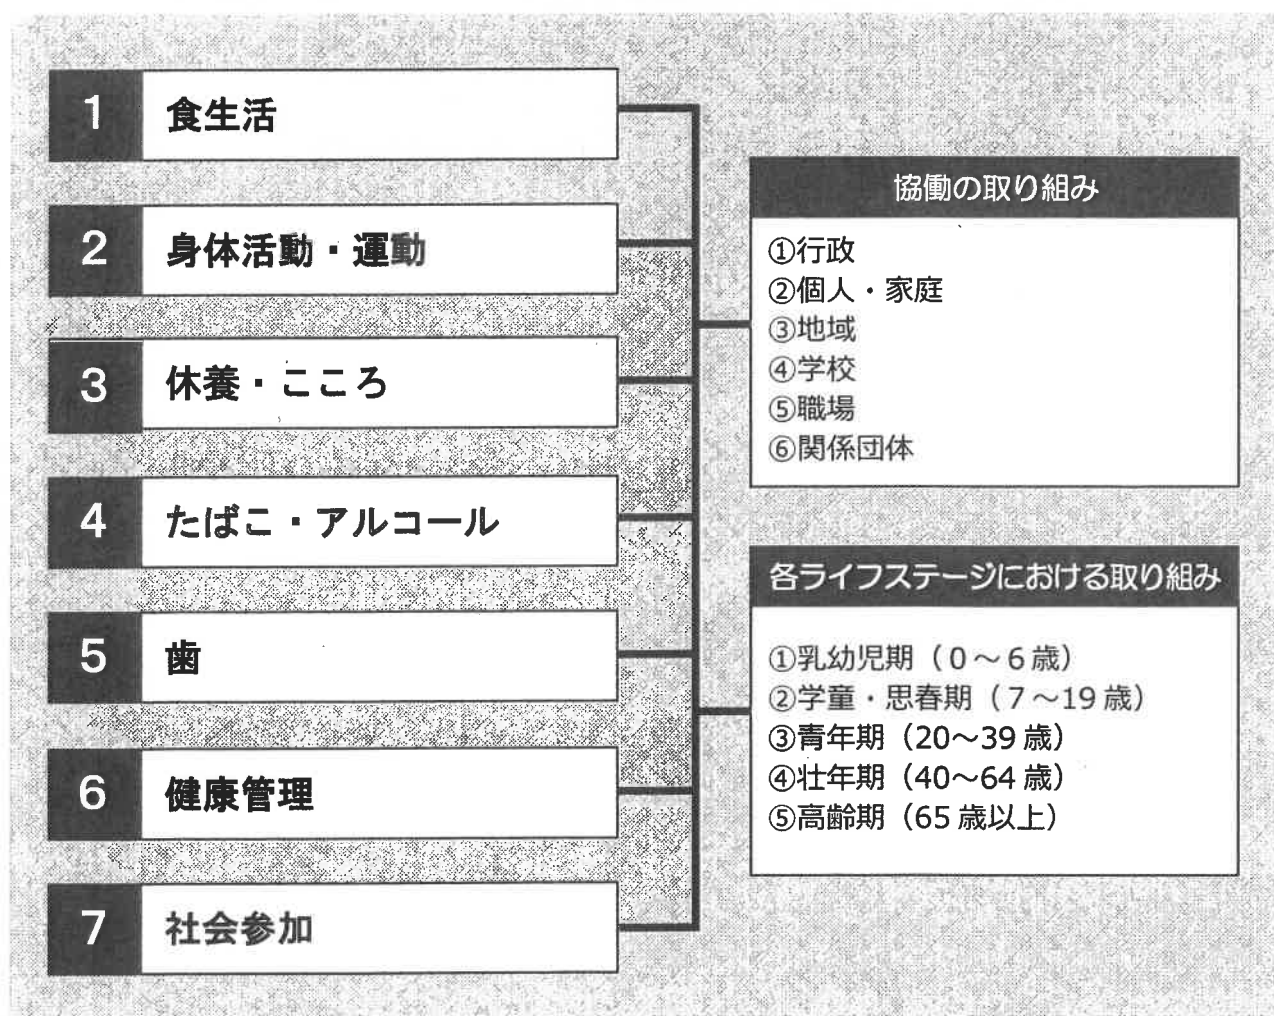 1 食生活
2 身体活動・運動
3 休養・こころ
4 たばこ・アルコール
5 歯
6 健康管理
7 社会参加
協働の取り組み
①行政
②個人・家庭
③地域
④学校
⑤職場
⑥関係団体
各ライフステージにおける取り組み
①乳幼児期（0～6歳）
②学童・思春期（7～19歳）
③青年期（20～39歳）
④壮年期（40～64歳）
⑤高齢期（65歳以上）